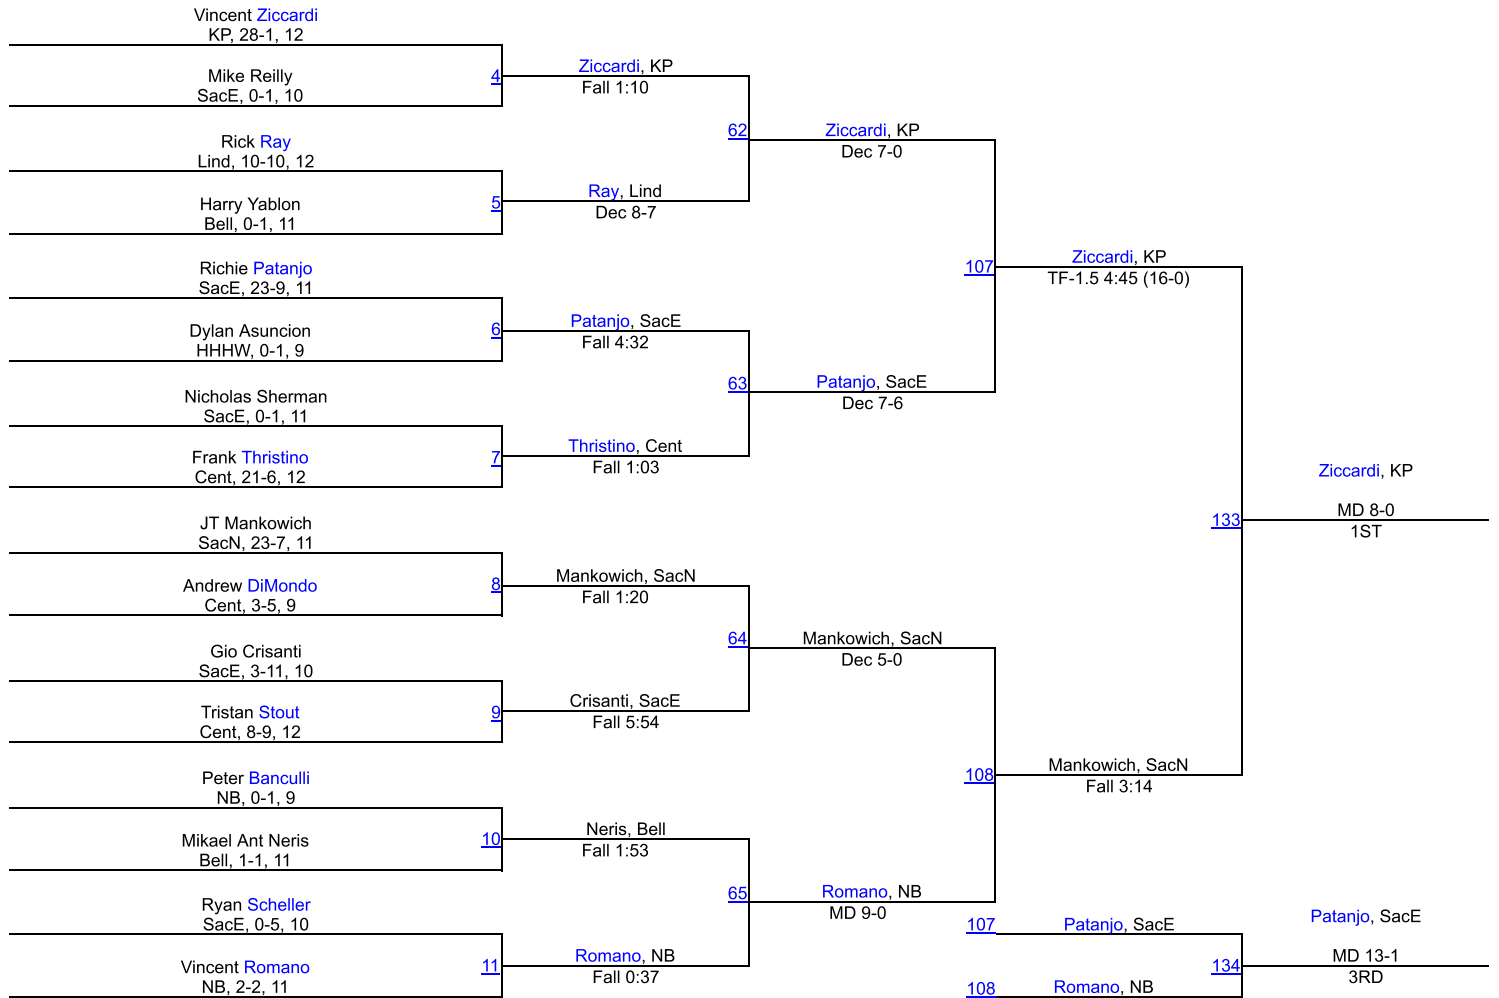 Vincent Ziccardi
KP, 28-1, 12
Mike Reilly
SacE, 0-1, 10
4
Ziccardi, KP
Fall 1:10
Rick Ray
Lind, 10-10, 12
Harry Yablon
Bell, 0-1, 11
5
Ray, Lind
Dec 8-7
62
Ziccardi, KP
Dec 7-0
Richie Patanjo
SacE, 23-9, 11
Dylan Asuncion
HHHW, 0-1, 9
6
Patanjo, SacE
Fall 4:32
Nicholas Sherman
SacE, 0-1, 11
Frank Thristino
Cent, 21-6, 12
7
Thristino, Cent
Fall 1:03
63
Patanjo, SacE
Dec 7-6
107
Ziccardi, KP
TF-1.5 4:45 (16-0)
JT Mankowich
SacN, 23-7, 11
Andrew DiMondo
Cent, 3-5, 9
8
Mankowich, SacN
Fall 1:20
Gio Crisanti
SacE, 3-11, 10
Tristan Stout
Cent, 8-9, 12
9
Crisanti, SacE
Fall 5:54
64
Mankowich, SacN
Dec 5-0
Peter Banculli
NB, 0-1, 9
Mikael Ant Neris
Bell, 1-1, 11
10
Neris, Bell
Fall 1:53
Ryan Scheller
SacE, 0-5, 10
Vincent Romano
NB, 2-2, 11
11
Romano, NB
Fall 0:37
65
Romano, NB
MD 9-0
108
Mankowich, SacN
Fall 3:14
133
Ziccardi, KP
MD 8-0
1ST
107
Patanjo, SacE
108
Romano, NB
134
Patanjo, SacE
MD 13-1
3RD